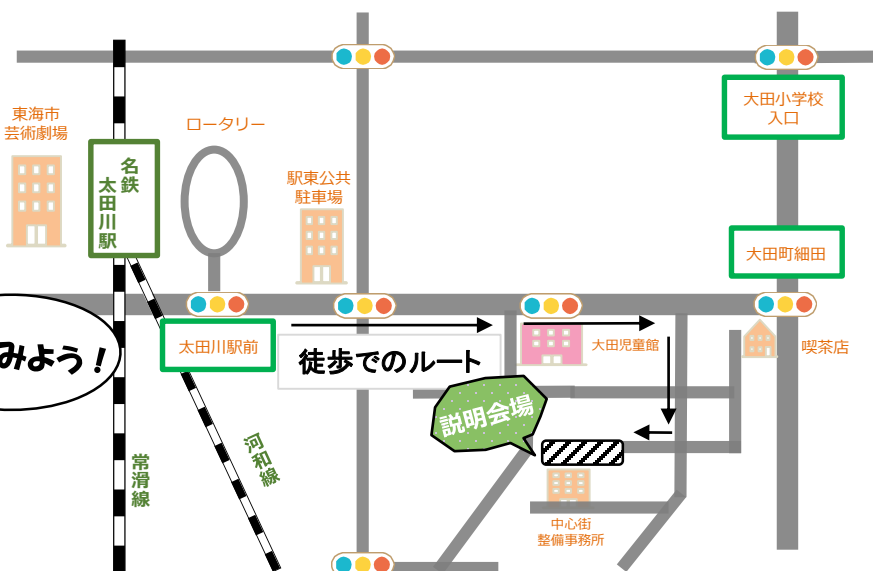 東海市
芸術劇場
名鉄
太田川駅
ロータリー
駅東公共
駐車場
大田小学校
入口
大田町細田
みよう!
太田川駅前
徒歩でのルート
大田児童館
喫茶店
説明会場
常滑線
河和線
中心街
整備事務所